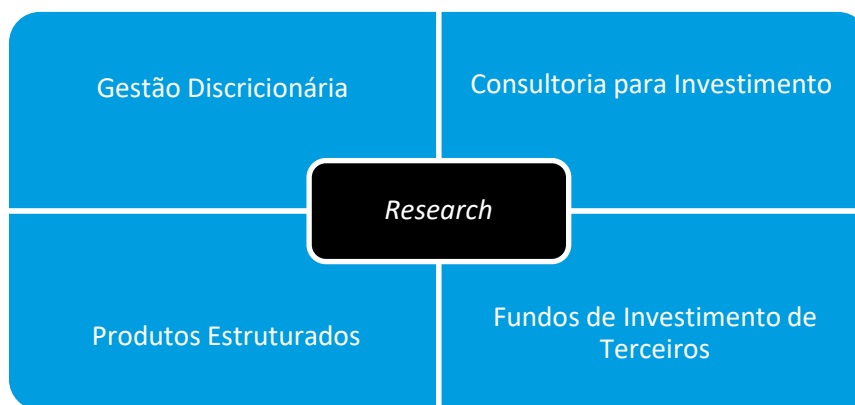 Gestão Discricionária
Consultoria para Investimento
Research
Produtos Estruturados
Fundos de Investimento de
Terceiros